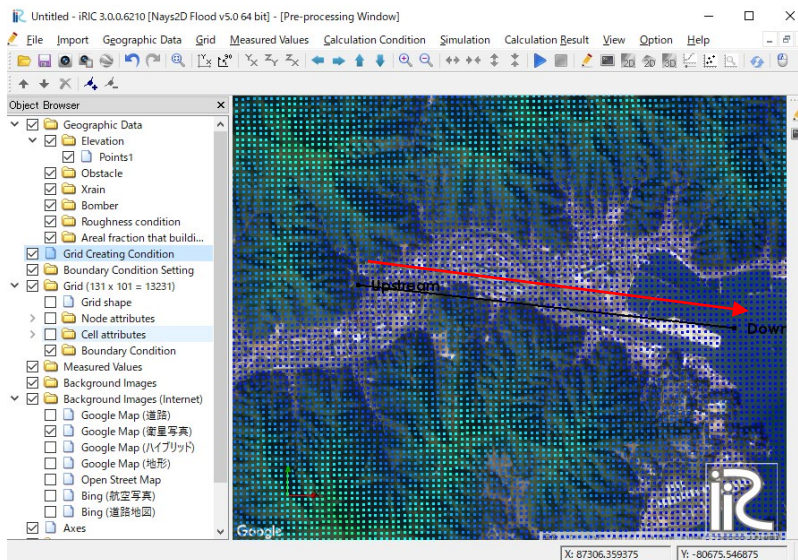 Untitled - iRIC 3.0.0.6210 [Nays2D Flood v5.0 64 bit] - [Pre-processing Window]
File Import Geographic Data Grid Measured Values Calculation Condition Simulation Calculation Result View Option Help
Object Browser
Geographic Data
Elevation
Points1
Obstacle
Xrain
Bomber
Roughness condition
Areal fraction that buildi...
Grid Creating Condition
Boundary Condition Setting
Grid (131 x 101 = 13231)
Grid shape
Node attributes
Cell attributes
Boundary Condition
Measured Values
Background Images
Background Images (Internet)
Google Map (道路)
Google Map (衛星写真)
Google Map (ハイブリッド)
Google Map (地形)
Open Street Map
Bing (航空写真)
Bing (道路地図)
Axes
Upstream
Down
Google
iRIC
X: 87306.359375
Y: -80675.546875